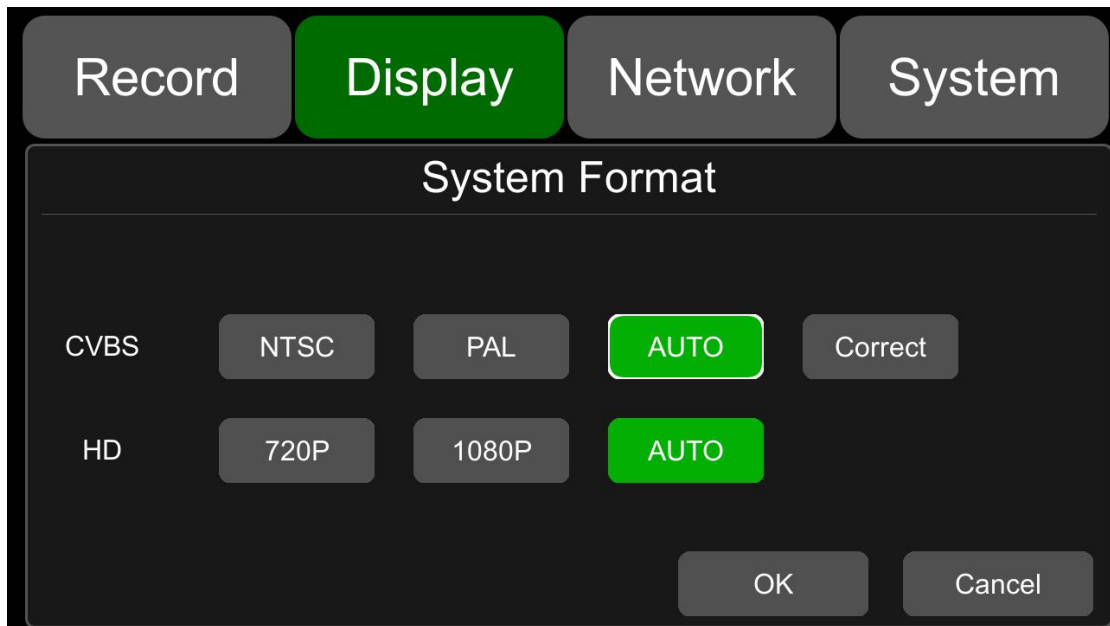 Record Display Network System
System Format
CVBS NTSC PAL AUTO Correct
HD 720P 1080P AUTO
OK Cancel